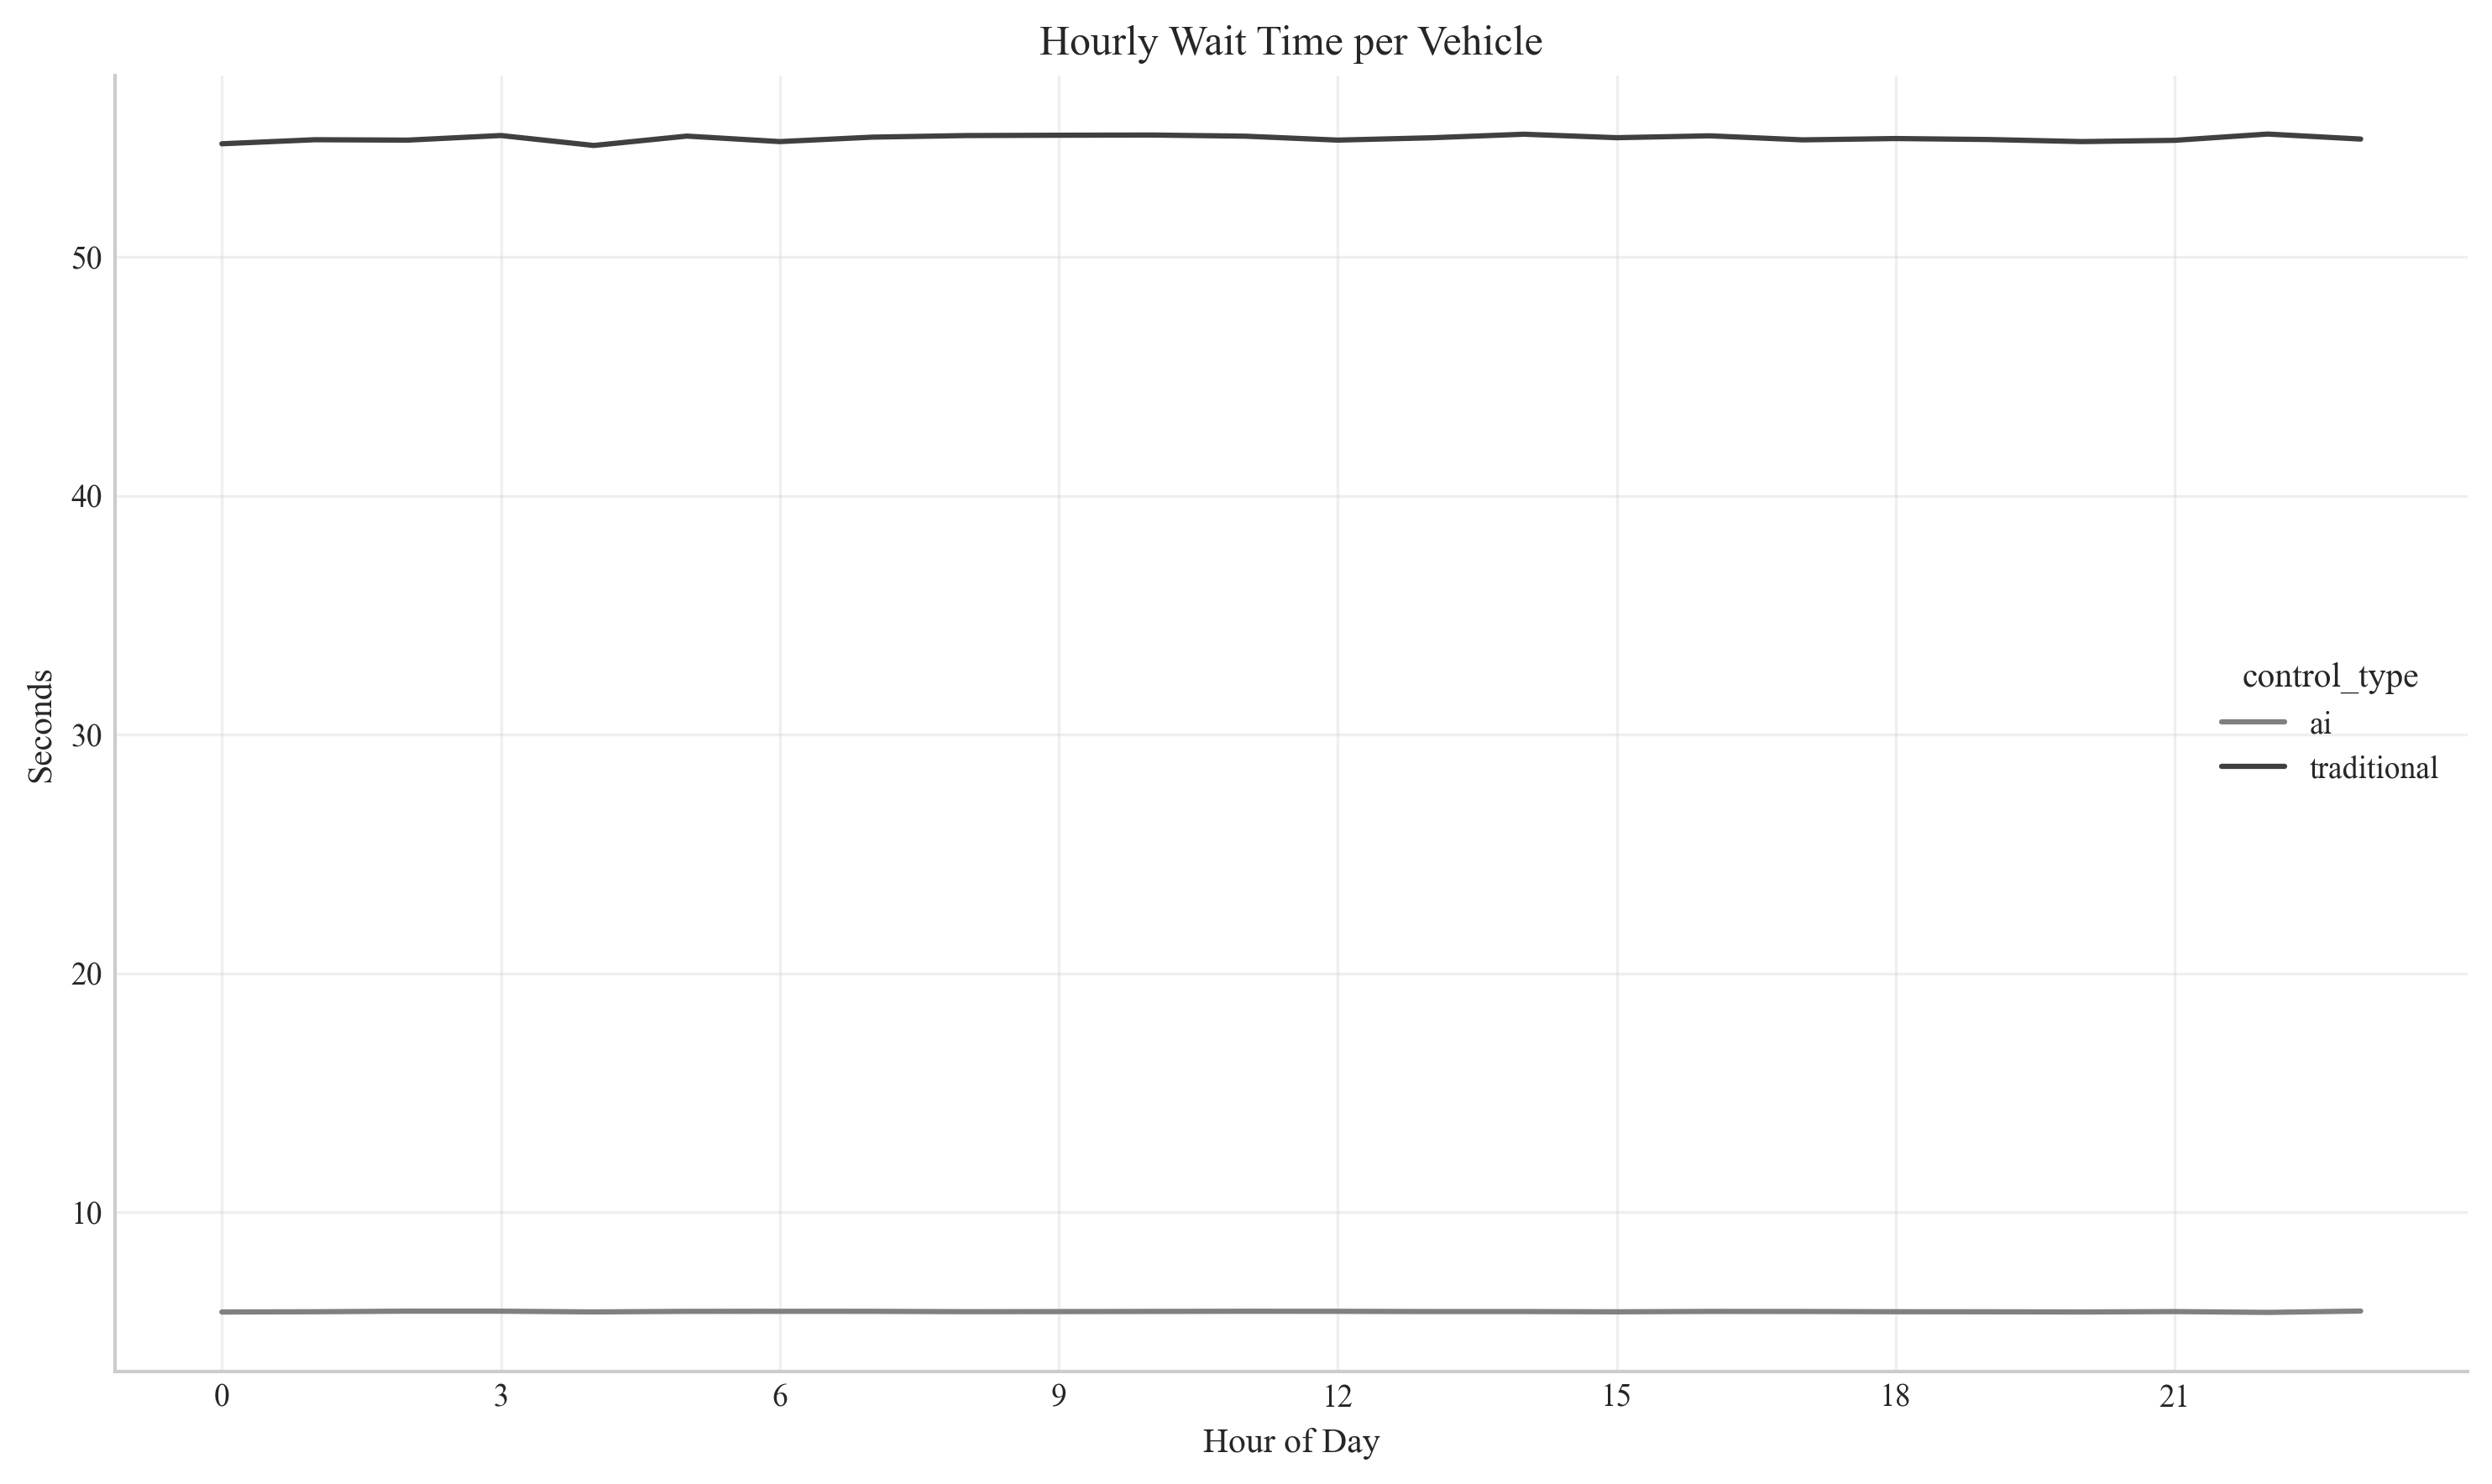 Hourly Wait Time per Vehicle
50
40
30
20
10
Seconds
control_type
ai
traditional
0 3 6 9 12 15 18 21
Hour of Day